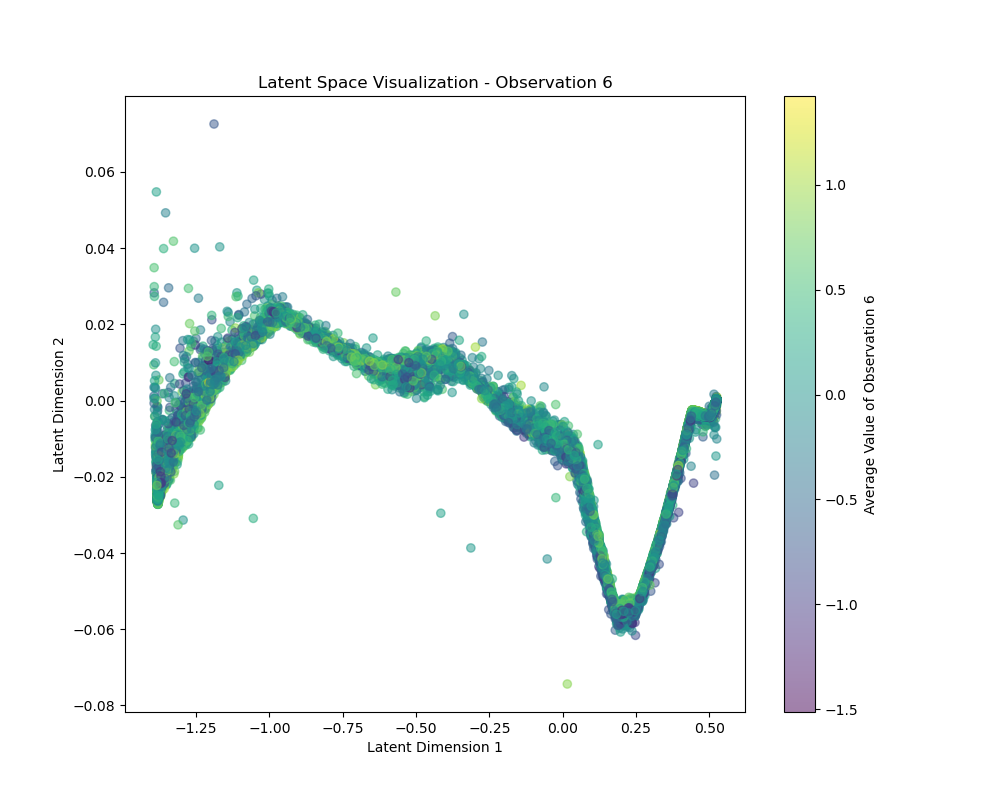 Latent Space Visualization - Observation 6
0.06
0.04
0.02
0.00
−0.02
−0.04
−0.06
−0.08
Latent Dimension 2
−1.25 −1.00 −0.75 −0.50 −0.25 0.00 0.25 0.50
Latent Dimension 1
1.0
0.5
0.0
−0.5
−1.0
−1.5
Average Value of Observation 6